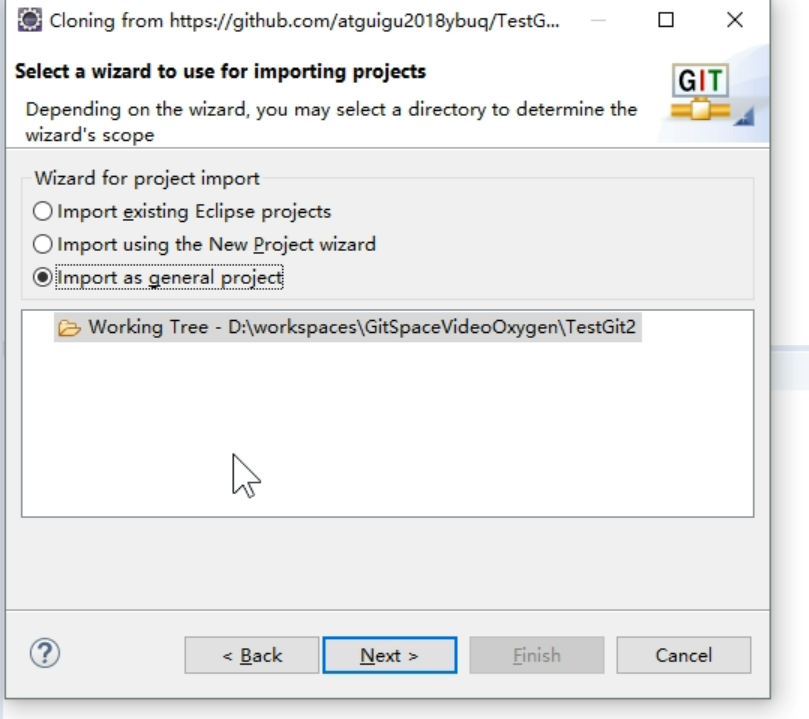 Cloning from https://github.com/atguigu2018ybuq/TestG...
Select a wizard to use for importing projects
GIT
Depending on the wizard, you may select a directory to determine the
wizard's scope
Wizard for project import
Import existing Eclipse projects
Import using the New Project wizard
Import as general project
Working Tree - D:\workspaces\GitSpaceVideoOxygen\TestGit2
?
< Back
Next >
Finish
Cancel